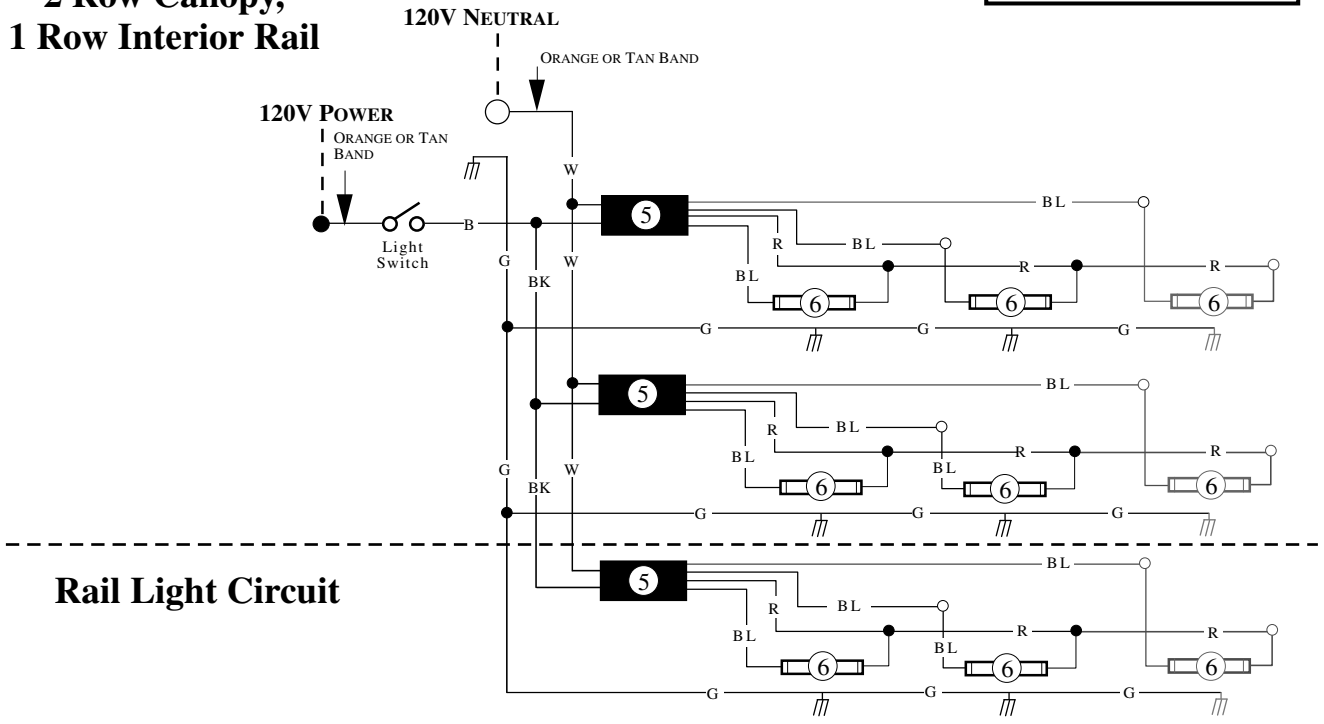 2 Row Canopy,
1 Row Interior Rail
120V NEUTRAL
ORANGE OR TAN BAND
120V POWER
ORANGE OR TAN
BAND
W
5
BL
B
Light
Switch
R
BL
G
W
BK
BL
R
R
6
6
6
G
G
G
5
BL
R
BL
G
W
BK
BL
BL
R
R
6
6
6
G
G
G
Rail Light Circuit
5
BL
R
BL
BL
BL
R
R
6
6
6
G
G
G